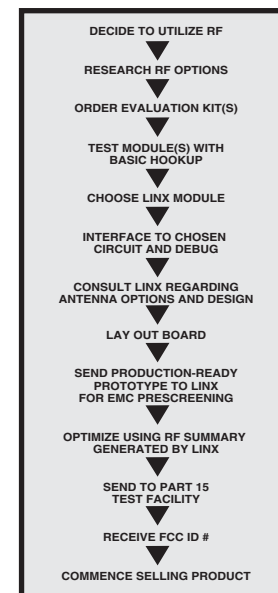 DECIDE TO UTILIZE RF
RESEARCH RF OPTIONS
ORDER EVALUATION KIT(S)
TEST MODULE(S) WITH
BASIC HOOKUP
CHOOSE LINX MODULE
INTERFACE TO CHOSEN
CIRCUIT AND DEBUG
CONSULT LINX REGARDING
ANTENNA OPTIONS AND DESIGN
LAY OUT BOARD
SEND PRODUCTION-READY
PROTOTYPE TO LINX
FOR EMC PRESCREENING
OPTIMIZE USING RF SUMMARY
GENERATED BY LINX
SEND TO PART 15
TEST FACILITY
RECEIVE FCC ID #
COMMENCE SELLING PRODUCT